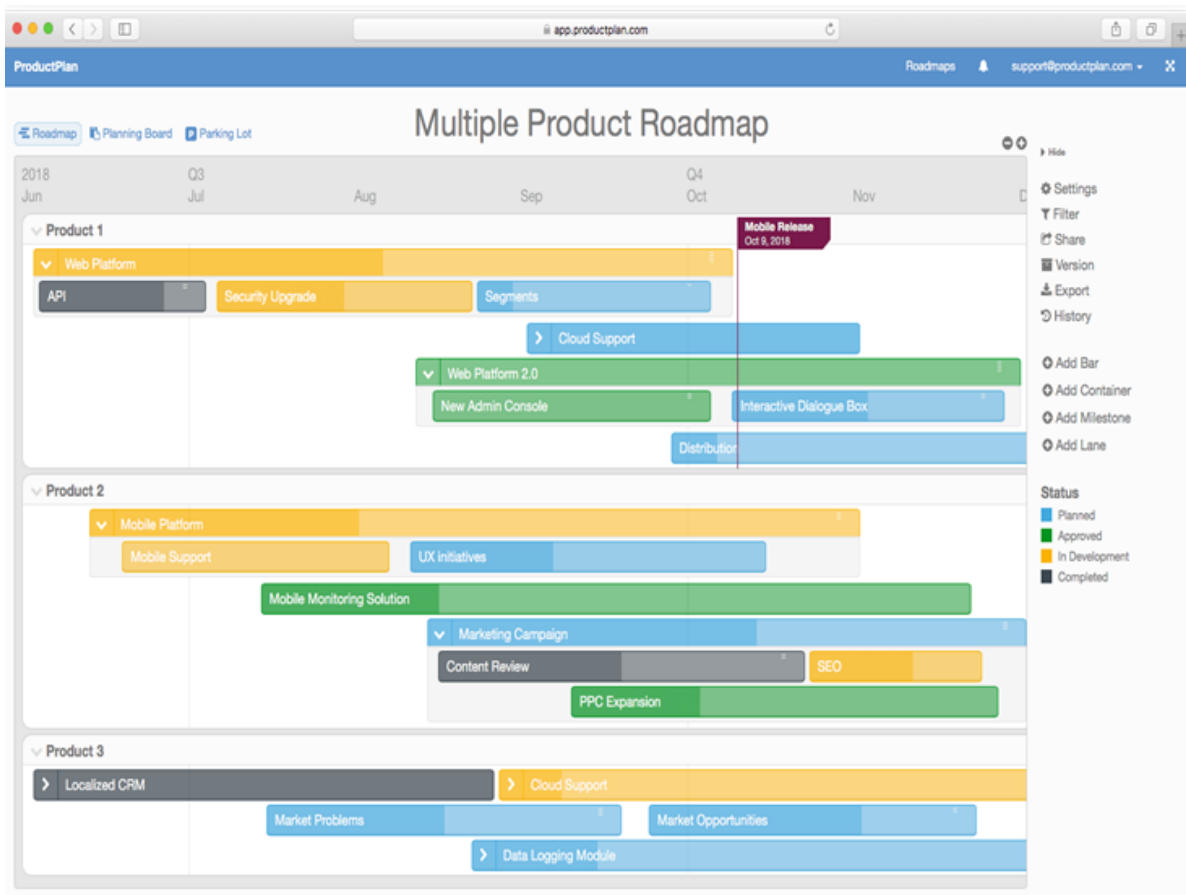 app.productplan.com
ProductPlan
Roadmaps support@productplan.com
Multiple Product Roadmap
Roadmap Planning Board Parking Lot
Hide
2018 Q3 Q4
Jun Jul Aug Sep Oct Nov D
Settings
Filter
Share
Version
Export
History
Add Bar
Add Container
Add Milestone
Add Lane
Status
Planned
Approved
In Development
Completed
Product 1
Mobile Release
Oct 9, 2018
Web Platform
API Security Upgrade Segments
Cloud Support
Web Platform 2.0
New Admin Console Interactive Dialogue Box
Distribution
Product 2
Mobile Platform
Mobile Support UX initiatives
Mobile Monitoring Solution
Marketing Campaign
Content Review SEO
PPC Expansion
Product 3
Localized CRM Cloud Support
Market Problems Market Opportunities
Data Logging Module